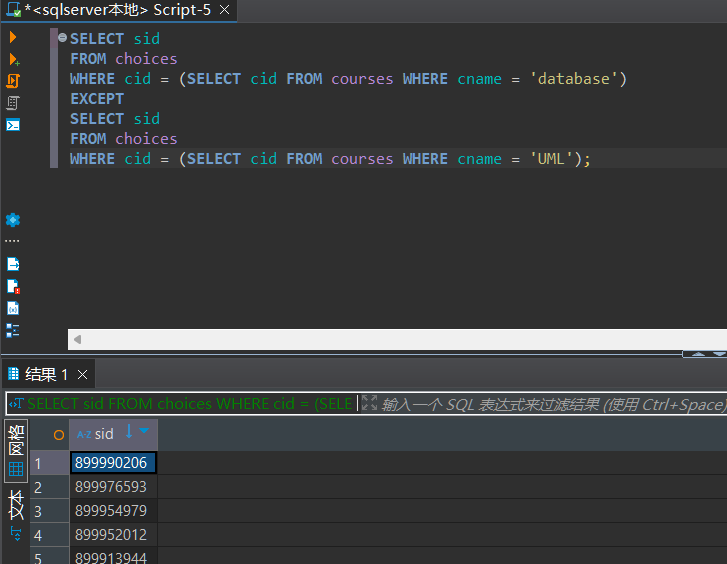 *<sqlserver本地> Script-5
SELECT sid
FROM choices
WHERE cid = (SELECT cid FROM courses WHERE cname = 'database')
EXCEPT
SELECT sid
FROM choices
WHERE cid = (SELECT cid FROM courses WHERE cname = 'UML');
结果 1
SELECT sid FROM choices WHERE cid = (SELE
输入一个 SQL 表达式来过滤结果 (使用 Ctrl+Space)
网格
文本
A-Z sid
1 899990206
2 899976593
3 899954979
4 899952012
5 899913944